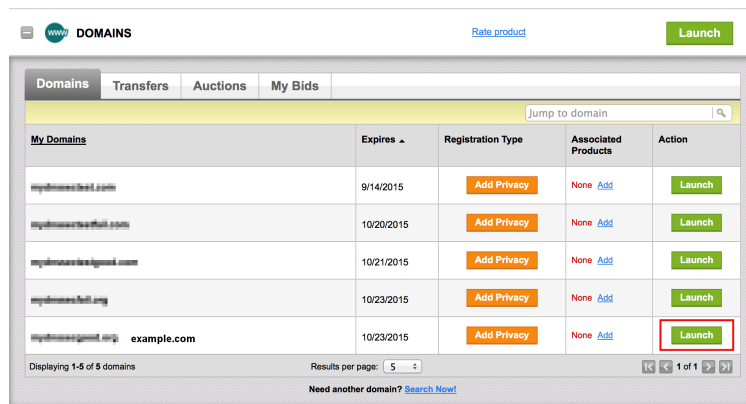 WWW DOMAINS Rate product Launch
Domains Transfers Auctions My Bids
Jump to domain
My Domains Expires Registration Type Associated Products Action
9/14/2015 Add Privacy None Add Launch
10/20/2015 Add Privacy None Add Launch
10/21/2015 Add Privacy None Add Launch
10/23/2015 Add Privacy None Add Launch
example.com 10/23/2015 Add Privacy None Add Launch
Displaying 1-5 of 5 domains Results per page: 5 1 of 1
Need another domain? Search Now!